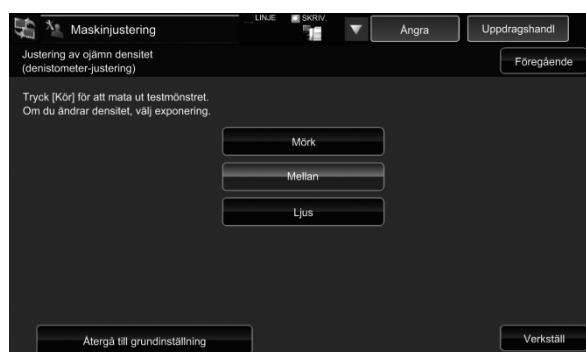 Maskinjustering
LINJE
SKRIV.
Ångra
Uppdragshandl
Justering av ojämn densitet
(denistometer-justering)
Föregående
Tryck [Kör] för att mata ut testmönstret.
Om du ändrar densitet, välj exponering.
Mörk
Mellan
Ljus
Återgå till grundinställning
Verkställ